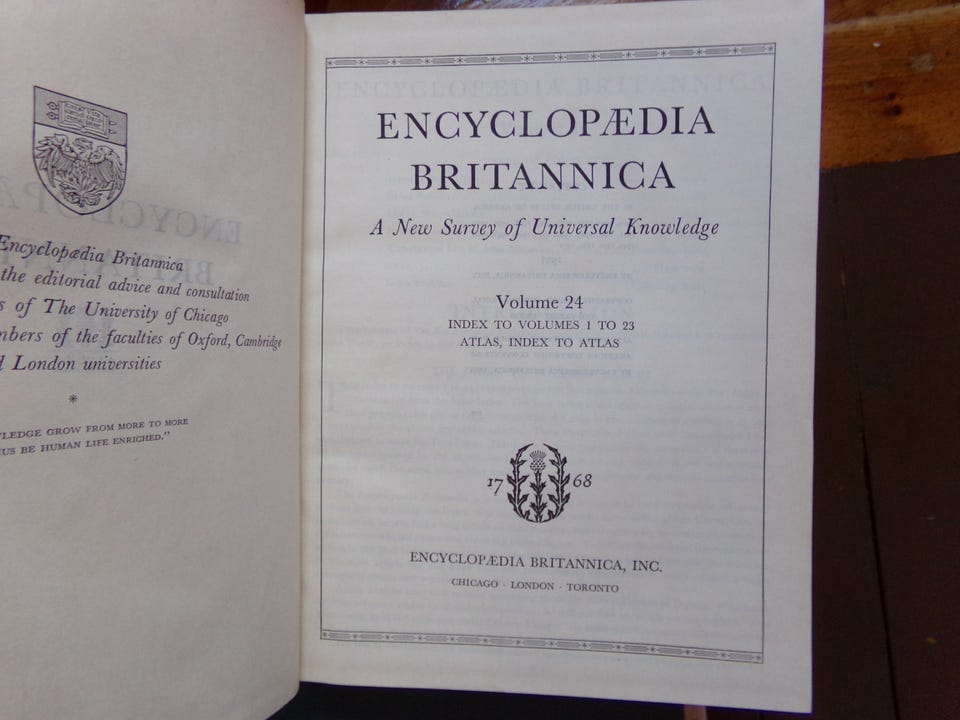 Encyclopædia Britannica
the editorial advice and consultation
s of The University of Chicago
mbers of the faculties of Oxford, Cambridge
d London universities
*
LEDGE GROW FROM MORE TO MORE
US BE HUMAN LIFE ENRICHED."
ENCYCLOPÆDIA
BRITANNICA
A New Survey of Universal Knowledge
Volume 24
INDEX TO VOLUMES 1 TO 23
ATLAS, INDEX TO ATLAS
17 68
ENCYCLOPÆDIA BRITANNICA, INC.
CHICAGO · LONDON · TORONTO